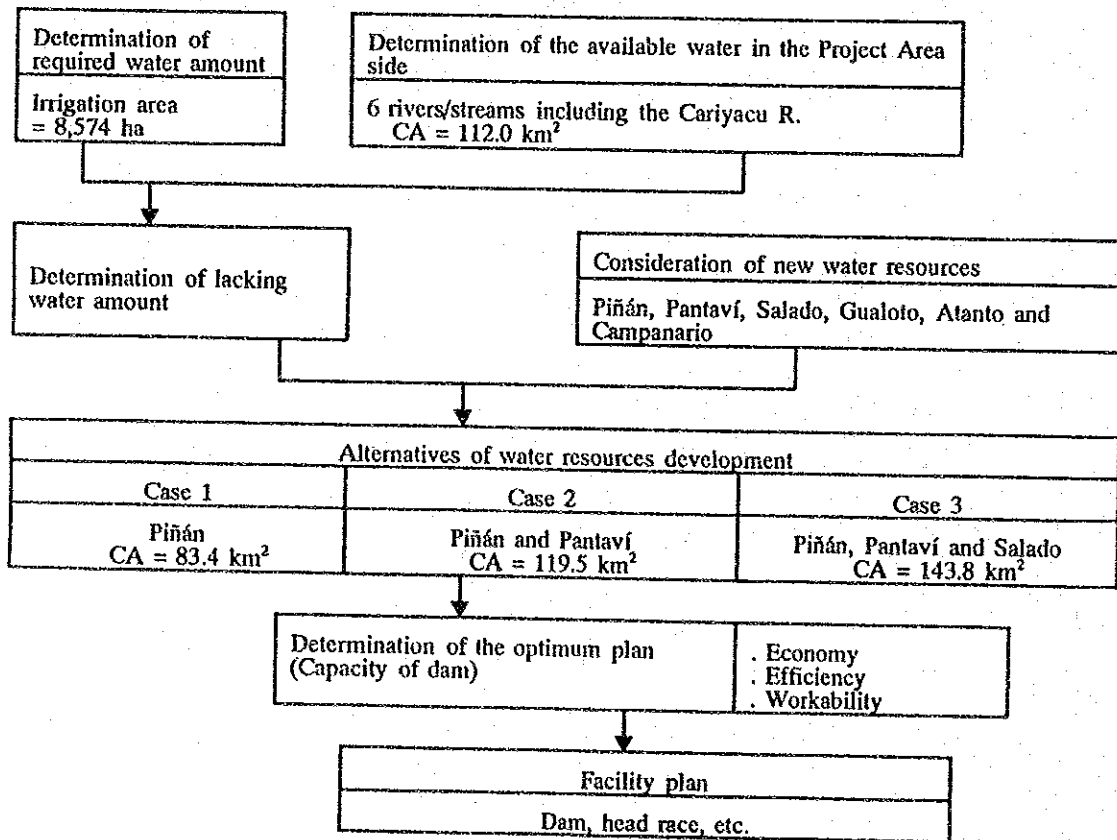 Determination of
required water amount
Irrigation area
= 8,574 ha
Determination of the available water in the Project Area
side
6 rivers/streams including the Cariyacu R.
CA = 112.0 km²
Determination of lacking
water amount
Consideration of new water resources
Piñán, Pantaví, Salado, Gualoto, Atanto and
Campanario
Alternatives of water resources development
Case 1
Case 2
Case 3
Piñán
CA = 83.4 km²
Piñán and Pantaví
CA = 119.5 km²
Piñán, Pantaví and Salado
CA = 143.8 km²
Determination of the optimum plan
(Capacity of dam)
. Economy
. Efficiency
. Workability
Facility plan
Dam, head race, etc.